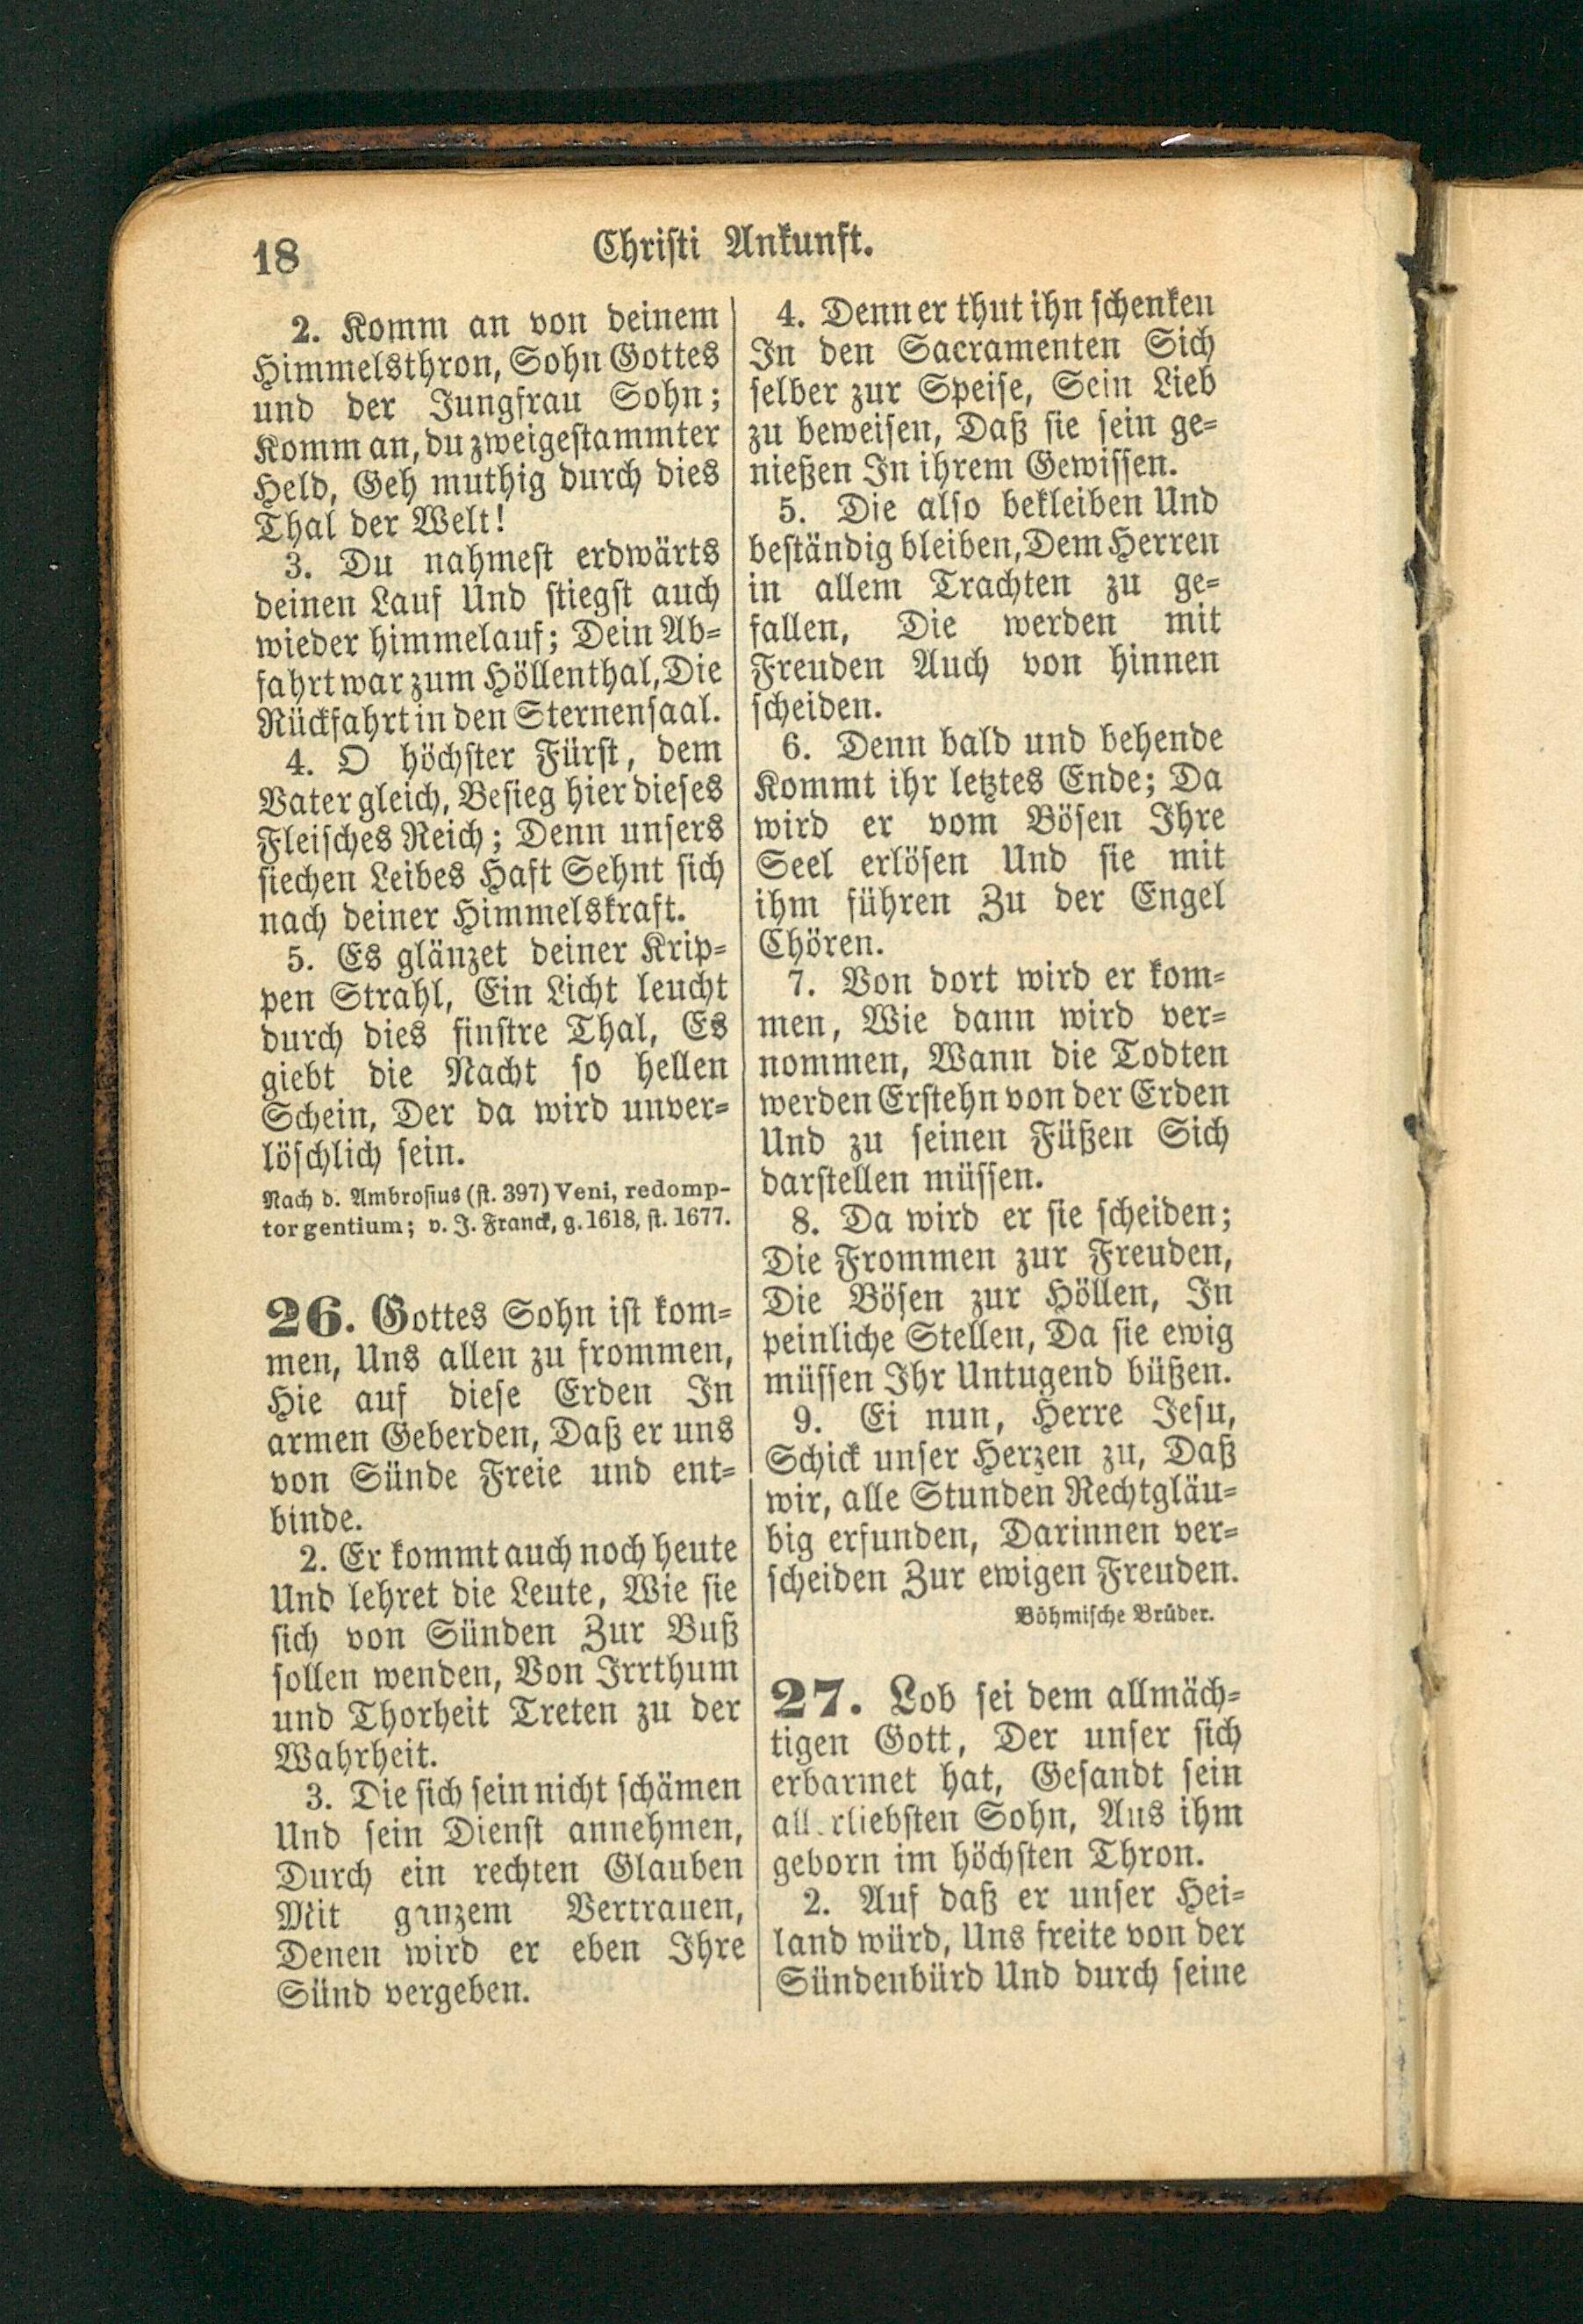 18
Christi Ankunft.
2. Komm an von deinem
Himmelsthron, Sohn Gottes
und der Jungfrau Sohn;
Komm an, du zweigestammter
Held, Geh muthig durch dies
Thal der Welt!
3. Du nahmest erdwärts
deinen Lauf Und stiegst auch
wieder himmelauf; Dein Ab-
fahrt war zum Höllenthal, Die
Rückfahrt in den Sternensaal.
4. O höchster Fürst, dem
Vater gleich, Besieg hier dieses
Fleisches Reich; Denn unsers
siechen Leibes Haft Sehnt sich
nach deiner Himmelskraft.
5. Es glänzet deiner Krip-
pen Strahl, Ein Licht leucht
durch dies finstre Thal, Es
giebt die Nacht so hellen
Schein, Der da wird unver-
löschlich sein.
Nach d. Ambrosius (st. 397) Veni, redomp-
tor gentium; v. J. Franck, g. 1618, st. 1677.
26. Gottes Sohn ist kom-
men, Uns allen zu frommen,
Hie auf diese Erden In
armen Geberden, Daß er uns
von Sünde Freie und ent-
binde.
2. Er kommt auch noch heute
Und lehret die Leute, Wie sie
sich von Sünden Zur Buß
sollen wenden, Von Irrthum
und Thorheit Treten zu der
Wahrheit.
3. Die sich sein nicht schämen
Und sein Dienst annehmen,
Durch ein rechten Glauben
Mit ganzem Vertrauen,
Denen wird er eben Ihre
Sünd vergeben.
4. Denn er thut ihn schenken
In den Sacramenten Sich
selber zur Speise, Sein Lieb
zu beweisen, Daß sie sein ge-
nießen In ihrem Gewissen.
5. Die also bekleiben Und
beständig bleiben, Dem Herren
in allem Trachten zu ge-
fallen, Die werden mit
Freuden Auch von hinnen
scheiden.
6. Denn bald und behende
Kommt ihr letztes Ende; Da
wird er vom Bösen Ihre
Seel erlösen Und sie mit
ihm führen Zu der Engel
Chören.
7. Von dort wird er kom-
men, Wie dann wird ver-
nommen, Wann die Todten
werden Erstehn von der Erden
Und zu seinen Füßen Sich
darstellen müssen.
8. Da wird er sie scheiden;
Die Frommen zur Freuden,
Die Bösen zur Höllen, In
peinliche Stellen, Da sie ewig
müssen Ihr Untugend büßen.
9. Ei nun, Herre Jesu,
Schick unser Herzen zu, Daß
wir, alle Stunden Rechtgläu-
big erfunden, Darinnen ver-
scheiden Zur ewigen Freuden.
Böhmische Brüder.
27. Lob sei dem allmäch-
tigen Gott, Der unser sich
erbarmet hat, Gesandt sein
allerliebsten Sohn, Aus ihm
geborn im höchsten Thron.
2. Auf daß er unser Hei-
land würd, Uns freite von der
Sündenbürd Und durch seine